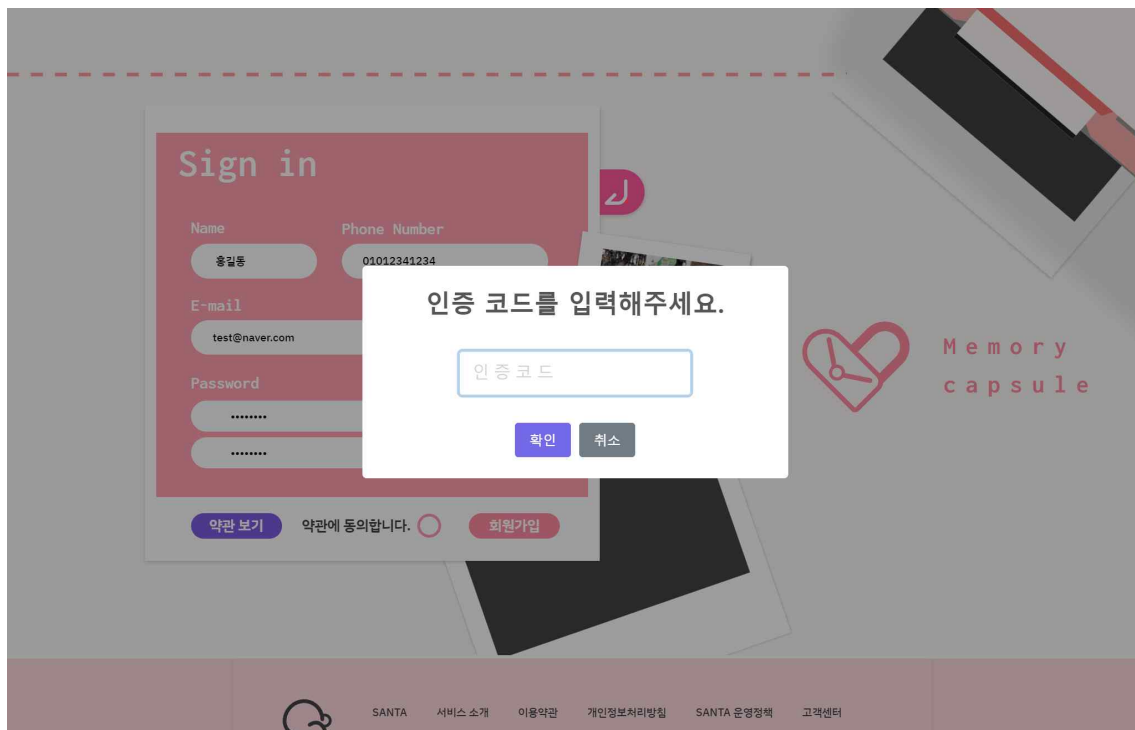 Sign in
Name Phone Number
홍길동 01012341234
E-mail
test@naver.com
Password
인증 코드를 입력해주세요.
인증코드
확인 취소
Memory
capsule
약관 보기 약관에 동의합니다. 회원가입
SANTA 서비스 소개 이용약관 개인정보처리방침 SANTA 운영정책 고객센터